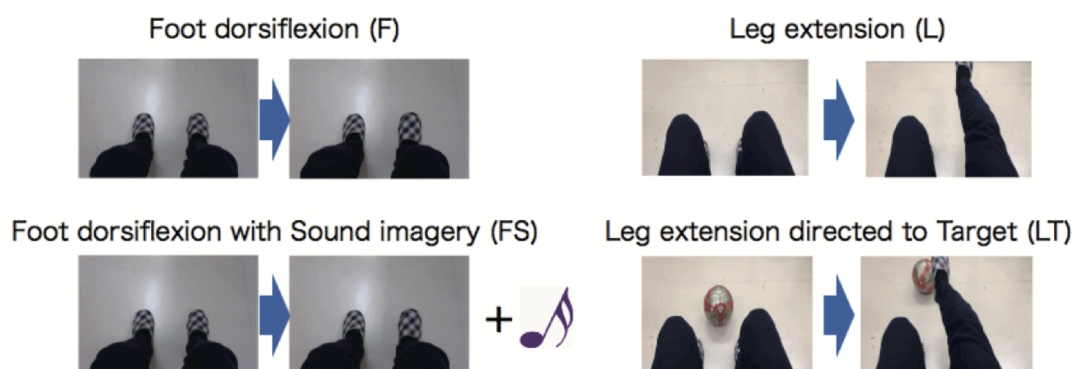 Foot dorsiflexion (F)
Leg extension (L)
Foot dorsiflexion with Sound imagery (FS)
Leg extension directed to Target (LT)
+